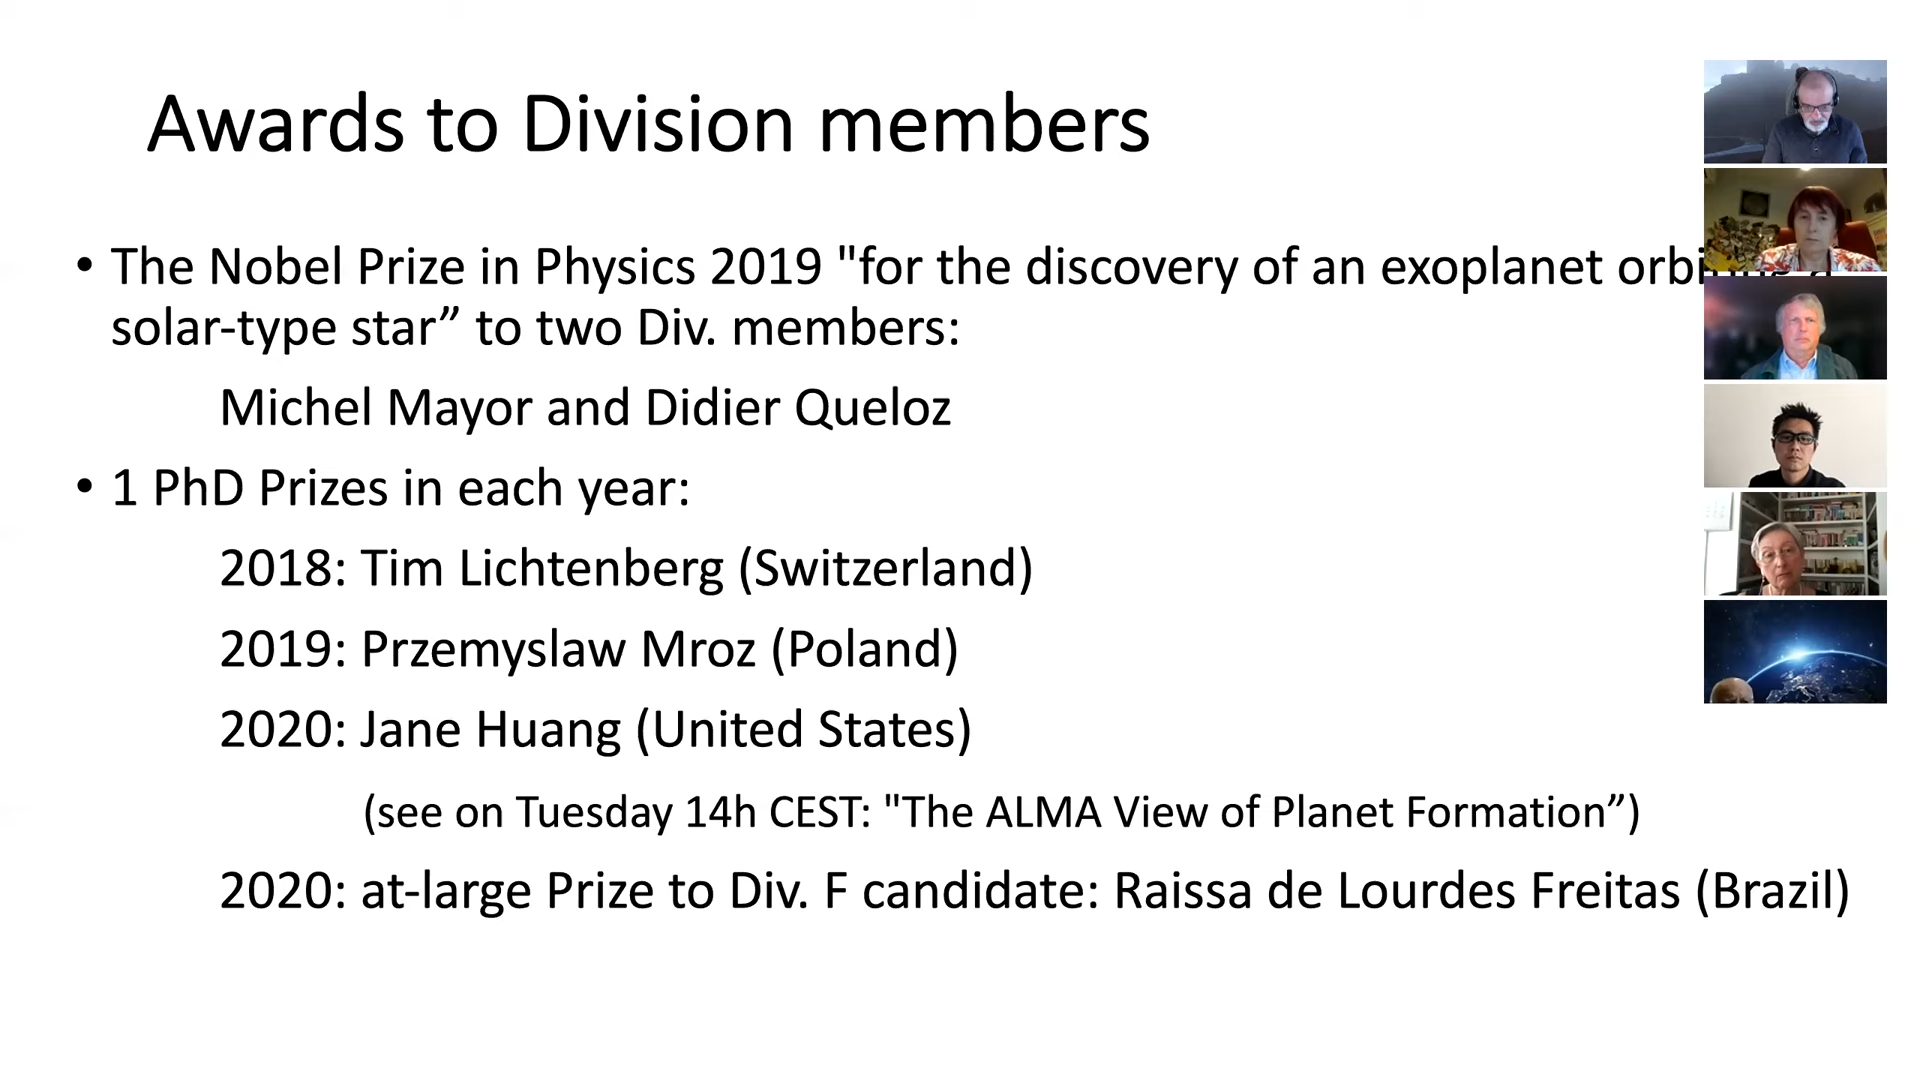 Awards to Division members
• The Nobel Prize in Physics 2019 "for the discovery of an exoplanet
solar-type star” to two Div. members:
Michel Mayor and Didier Queloz
• 1 PhD Prizes in each year:
2018: Tim Lichtenberg (Switzerland)
2019: Przemyslaw Mroz (Poland)
2020: Jane Huang (United States)
(see on Tuesday 14h CEST: "The ALMA View of Planet Formation”)
2020: at-large Prize to Div. F candidate: Raissa de Lourdes Freitas (Brazil)